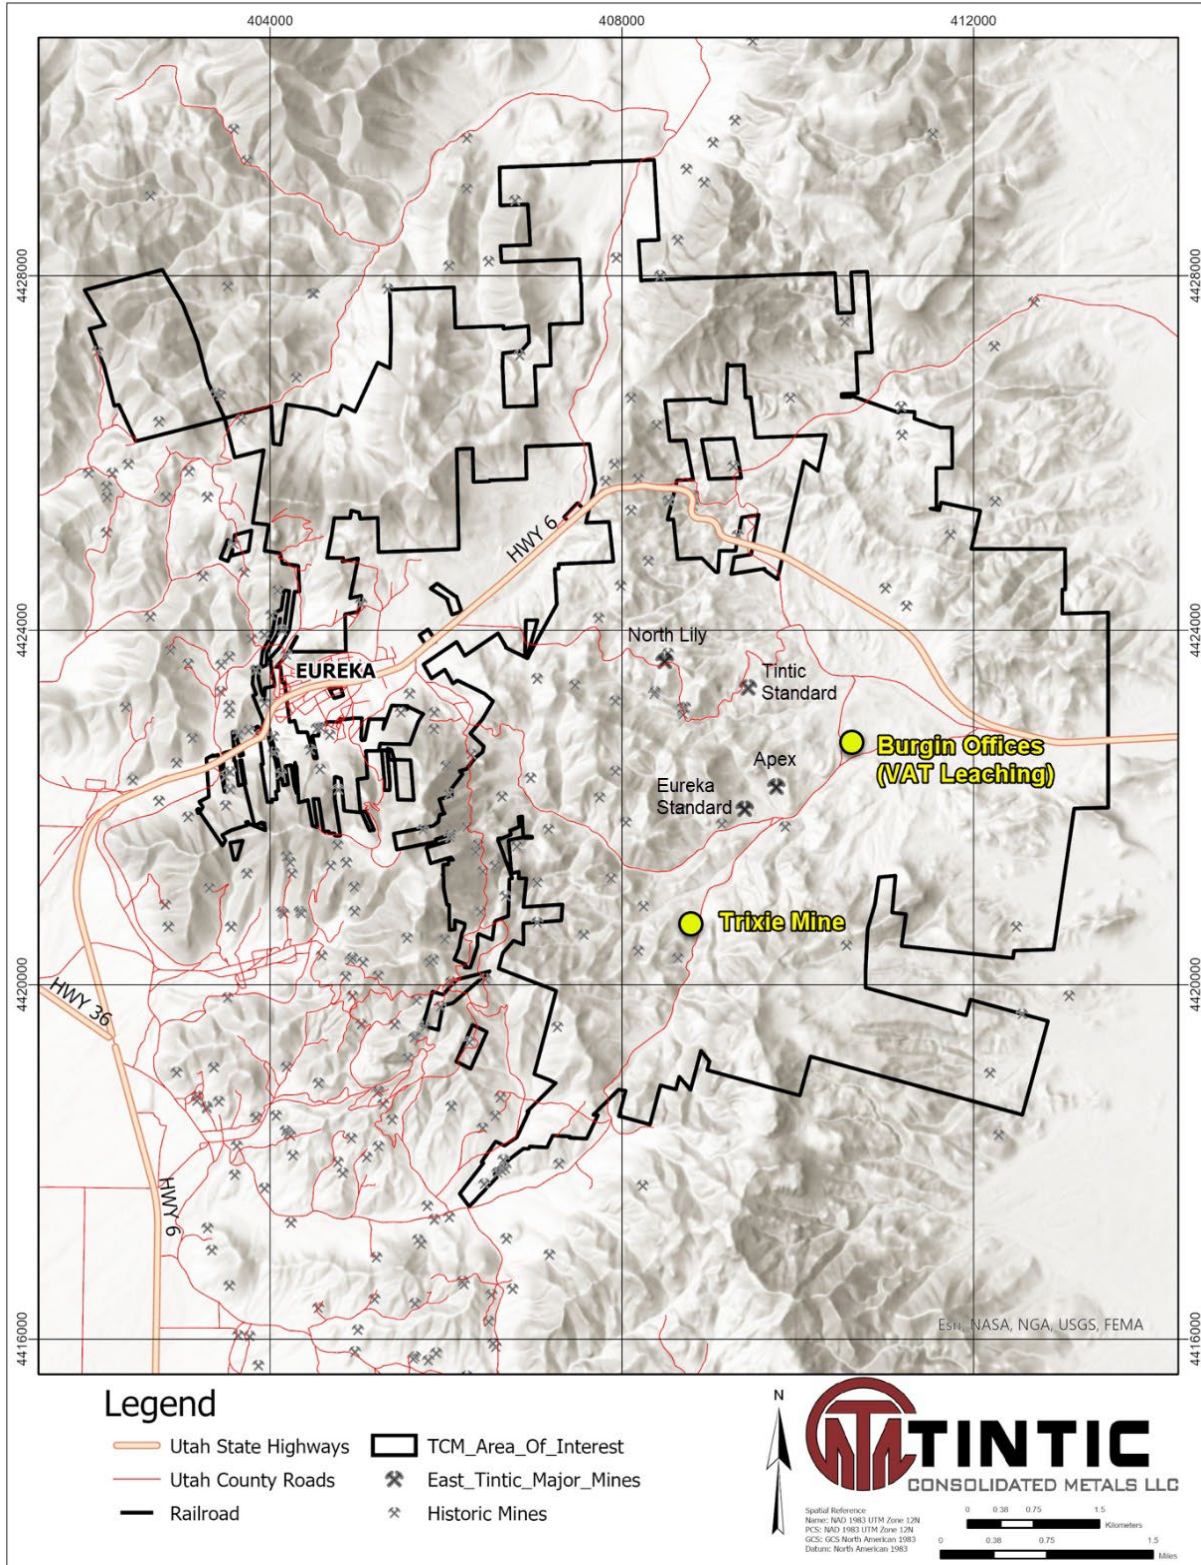 404000
408000
412000
4428000
4428000
HWY 6
4424000
4424000
North Lily
EUREKA
Tintic
Standard
Burgin Offices
(VAT Leaching)
Apex
Eureka
Standard
Trixie Mine
4420000
4420000
HWY 36
HWY 6
4416000
4416000
Esri, NASA, NGA, USGS, FEMA
Legend
Utah State Highways
TCM_Area_Of_Interest
Utah County Roads
East_Tintic_Major_Mines
Railroad
Historic Mines
N
TINTIC
CONSOLIDATED METALS LLC
Spatial Reference
Name: NAD 1983 UTM Zone 12N
PCS: NAD 1983 UTM Zone 12N
GCS: GCS North American 1983
Datum: North American 1983
0 0.38 0.75 1.5
Kilometers
0 0.38 0.75 1.5
Miles